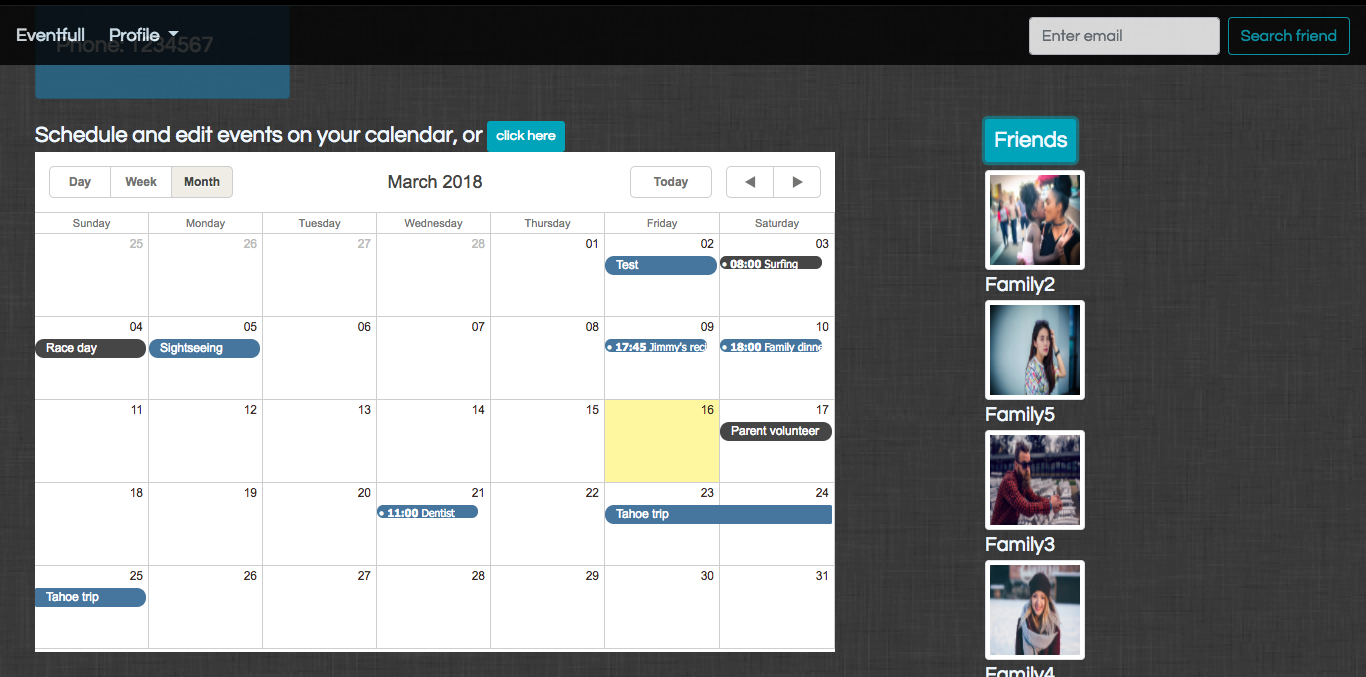 Eventfull Profile Enter email Search friend
Phone: 1234567
Schedule and edit events on your calendar, or click here
Friends
Day Week Month March 2018 Today
Sunday Monday Tuesday Wednesday Thursday Friday Saturday
25 26 27 28 01 02 03
Test 08:00 Surfing
Family2
04 05 06 07 08 09 10
Race day Sightseeing 17:45 Jimmy's reci 18:00 Family dinne
11 12 13 14 15 16 17
Family5
Parent volunteer
18 19 20 21 22 23 24
11:00 Dentist Tahoe trip
Family3
25 26 27 28 29 30 31
Tahoe trip
Family4